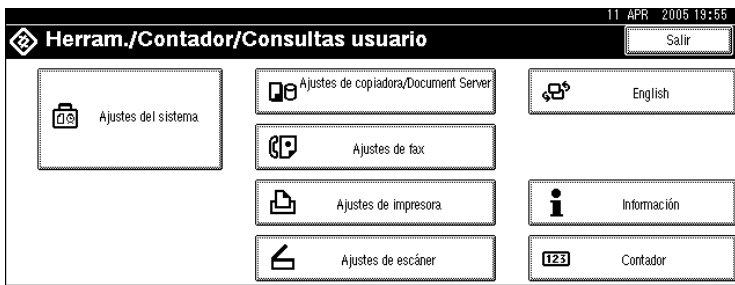 11 APR 2005 19:55
Herram./Contador/Consultas usuario
Salir
Ajustes del sistema
Ajustes de copiadora/Document Server
English
Ajustes de fax
Ajustes de impresora
Información
Ajustes de escáner
123
Contador